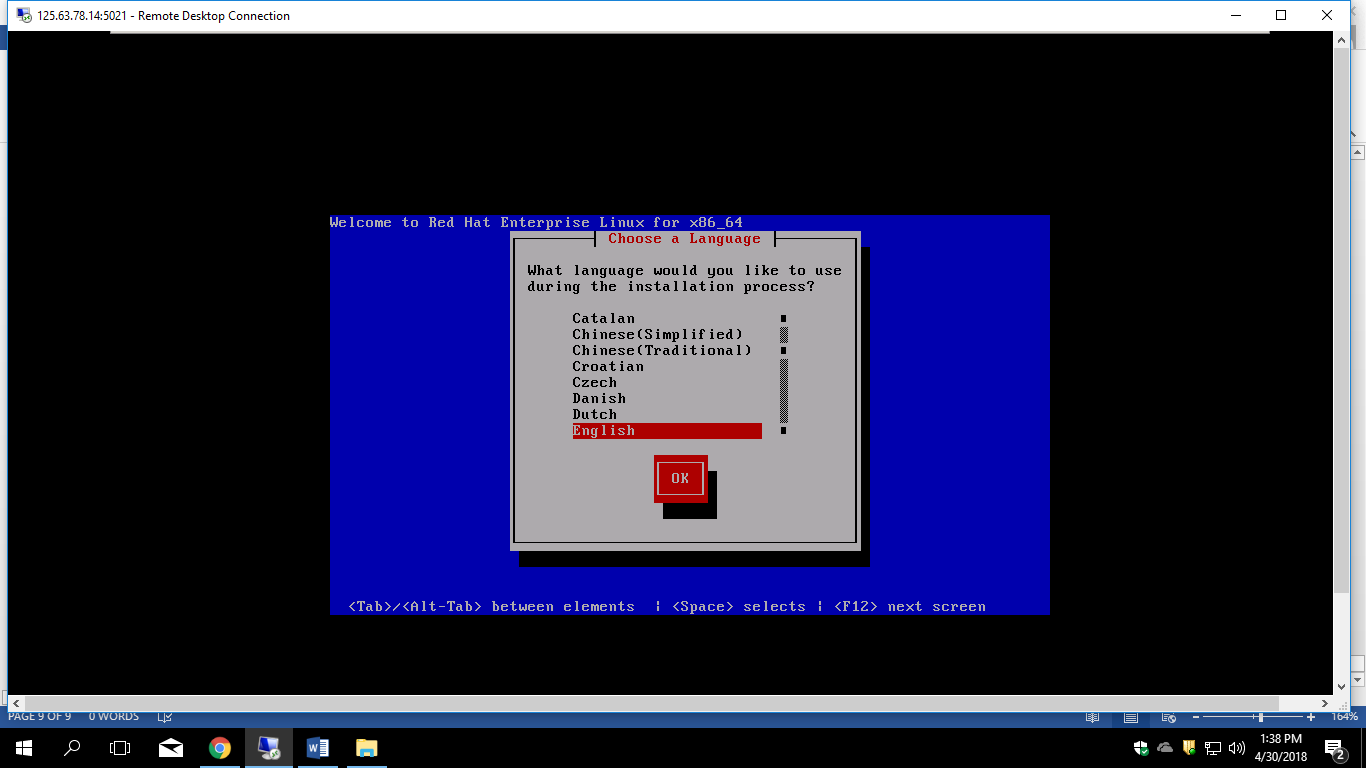 125.63.78.14:5021 - Remote Desktop Connection
Welcome to Red Hat Enterprise Linux for x86_64
Choose a Language
What language would you like to use
during the installation process?
Catalan
Chinese(Simplified)
Chinese(Traditional)
Croatian
Czech
Danish
Dutch
English
OK
<Tab>/<Alt-Tab> between elements | <Space> selects | <F12> next screen
PAGE 9 OF 9 0 WORDS 164%
1:38 PM
4/30/2018
2